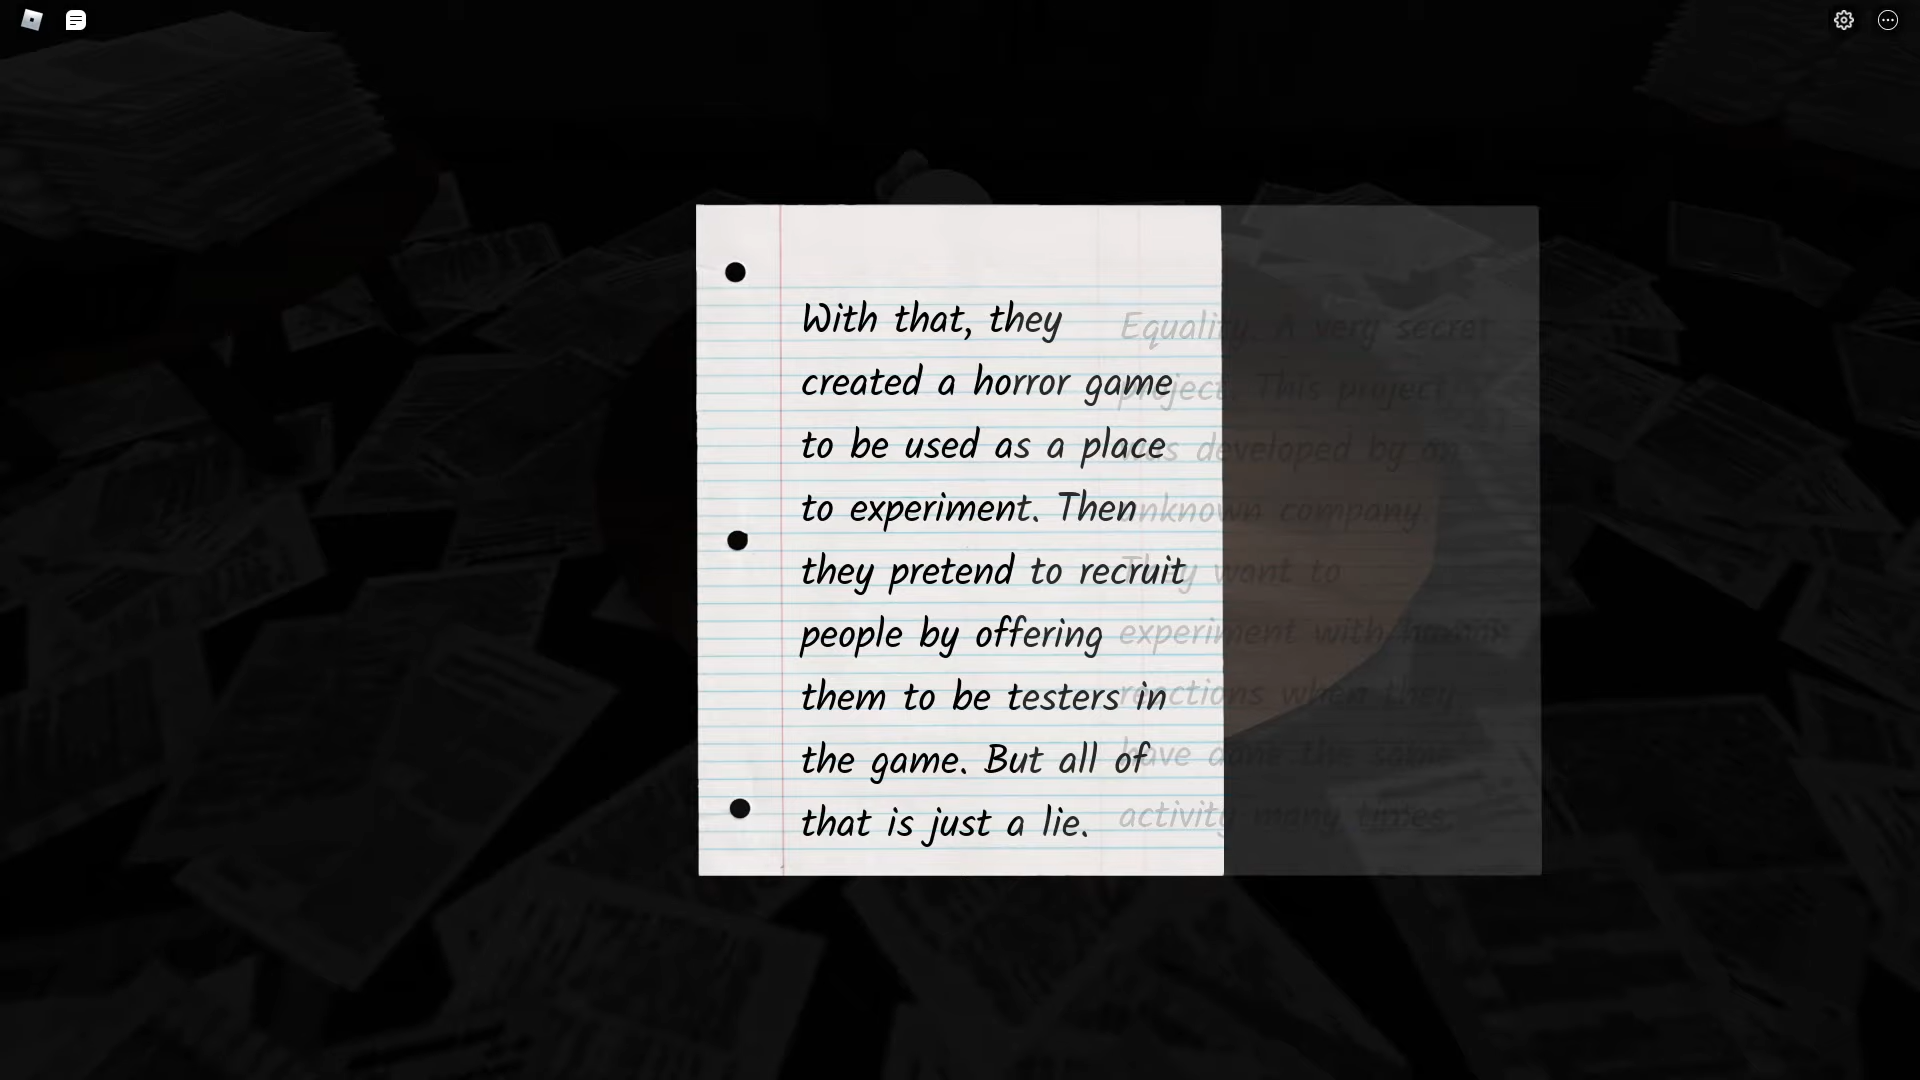 With that, they
created a horror game
to be used as a place
to experiment. Then
they pretend to recruit
people by offering
them to be testers in
the game. But all of
that is just a lie.
Equality. A very secret
project. This project
was developed by an
unknown company.
They want to
experiment with
reactions when they
have done the same
activity many times.